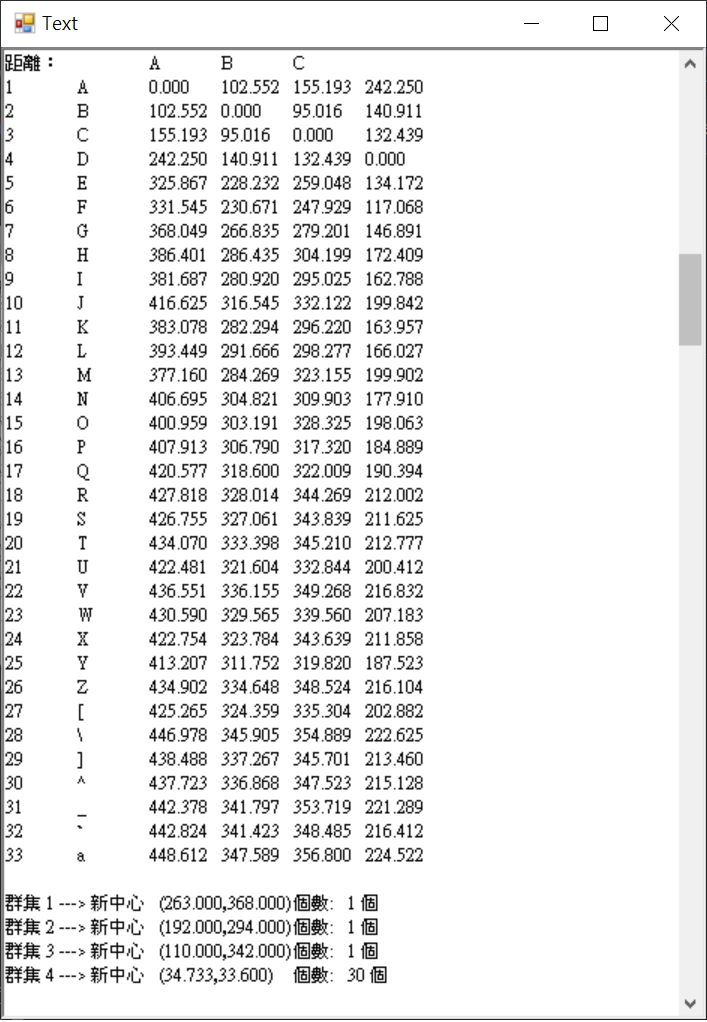 Text
距離： A B C
1 A 0.000 102.552 155.193 242.250
2 B 102.552 0.000 95.016 140.911
3 C 155.193 95.016 0.000 132.439
4 D 242.250 140.911 132.439 0.000
5 E 325.867 228.232 259.048 134.172
6 F 331.545 230.671 247.929 117.068
7 G 368.049 266.835 279.201 146.891
8 H 386.401 286.435 304.199 172.409
9 I 381.687 280.920 295.025 162.788
10 J 416.625 316.545 332.122 199.842
11 K 383.078 282.294 296.220 163.957
12 L 393.449 291.666 298.277 166.027
13 M 377.160 284.269 323.155 199.902
14 N 406.695 304.821 309.903 177.910
15 O 400.959 303.191 328.325 198.063
16 P 407.913 306.790 317.320 184.889
17 Q 420.577 318.600 322.009 190.394
18 R 427.818 328.014 344.269 212.002
19 S 426.755 327.061 343.839 211.625
20 T 434.070 333.398 345.210 212.777
21 U 422.481 321.604 332.844 200.412
22 V 436.551 336.155 349.268 216.832
23 W 430.590 329.565 339.560 207.183
24 X 422.754 323.784 343.639 211.858
25 Y 413.207 311.752 319.820 187.523
26 Z 434.902 334.648 348.524 216.104
27 [ 425.265 324.359 335.304 202.882
28 \ 446.978 345.905 354.889 222.625
29 ] 438.488 337.267 345.701 213.460
30 ^ 437.723 336.868 347.523 215.128
31 _ 442.378 341.797 353.719 221.289
32 ` 442.824 341.423 348.485 216.412
33 a 448.612 347.589 356.800 224.522
群集 1 ---> 新中心 (263.000,368.000)個數: 1 個
群集 2 ---> 新中心 (192.000,294.000)個數: 1 個
群集 3 ---> 新中心 (110.000,342.000)個數: 1 個
群集 4 ---> 新中心 (34.733,33.600) 個數: 30 個